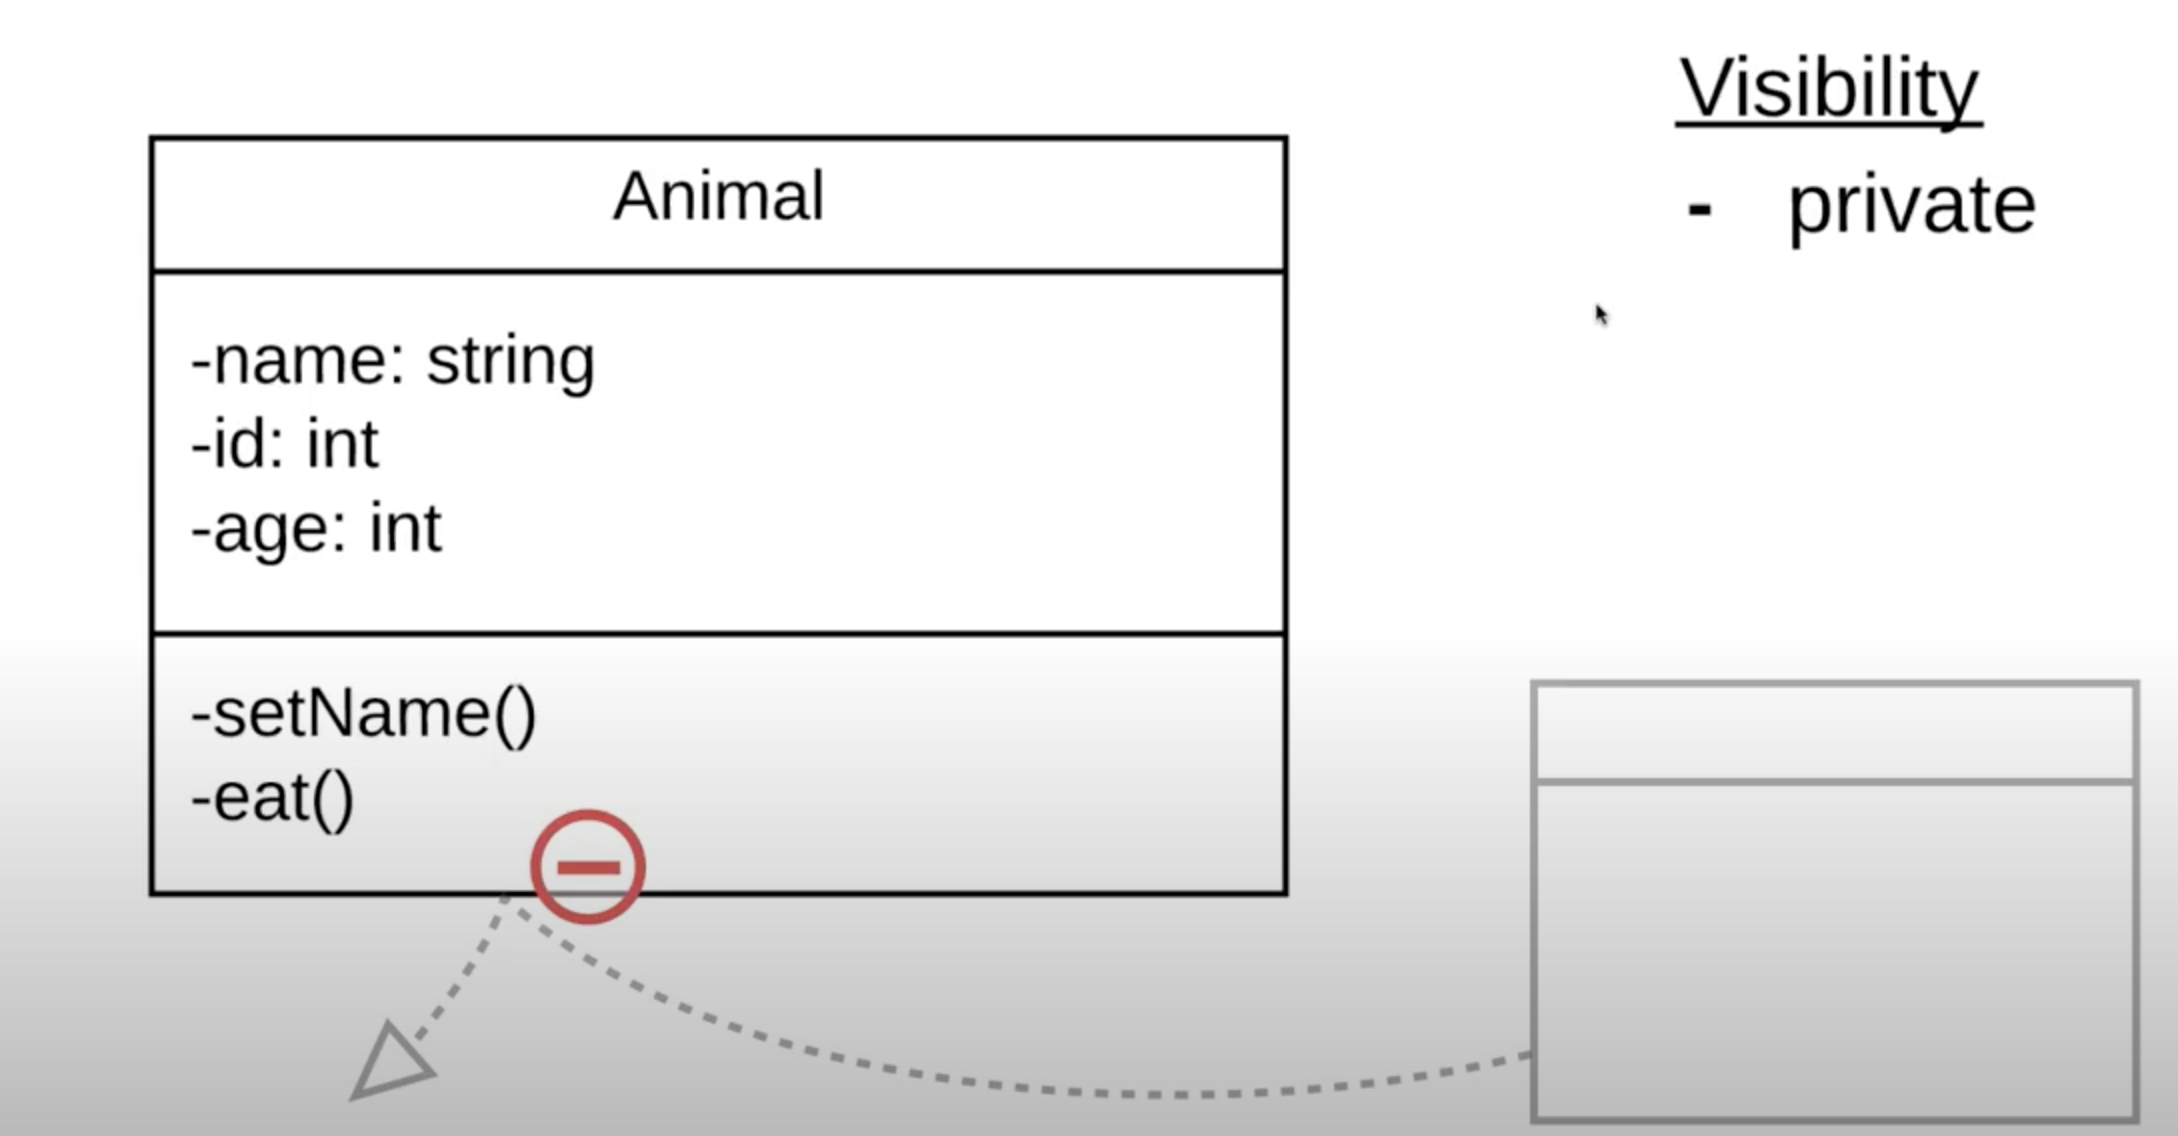 Visibility
- private
Animal
-name: string
-id: int
-age: int
-setName()
-eat()